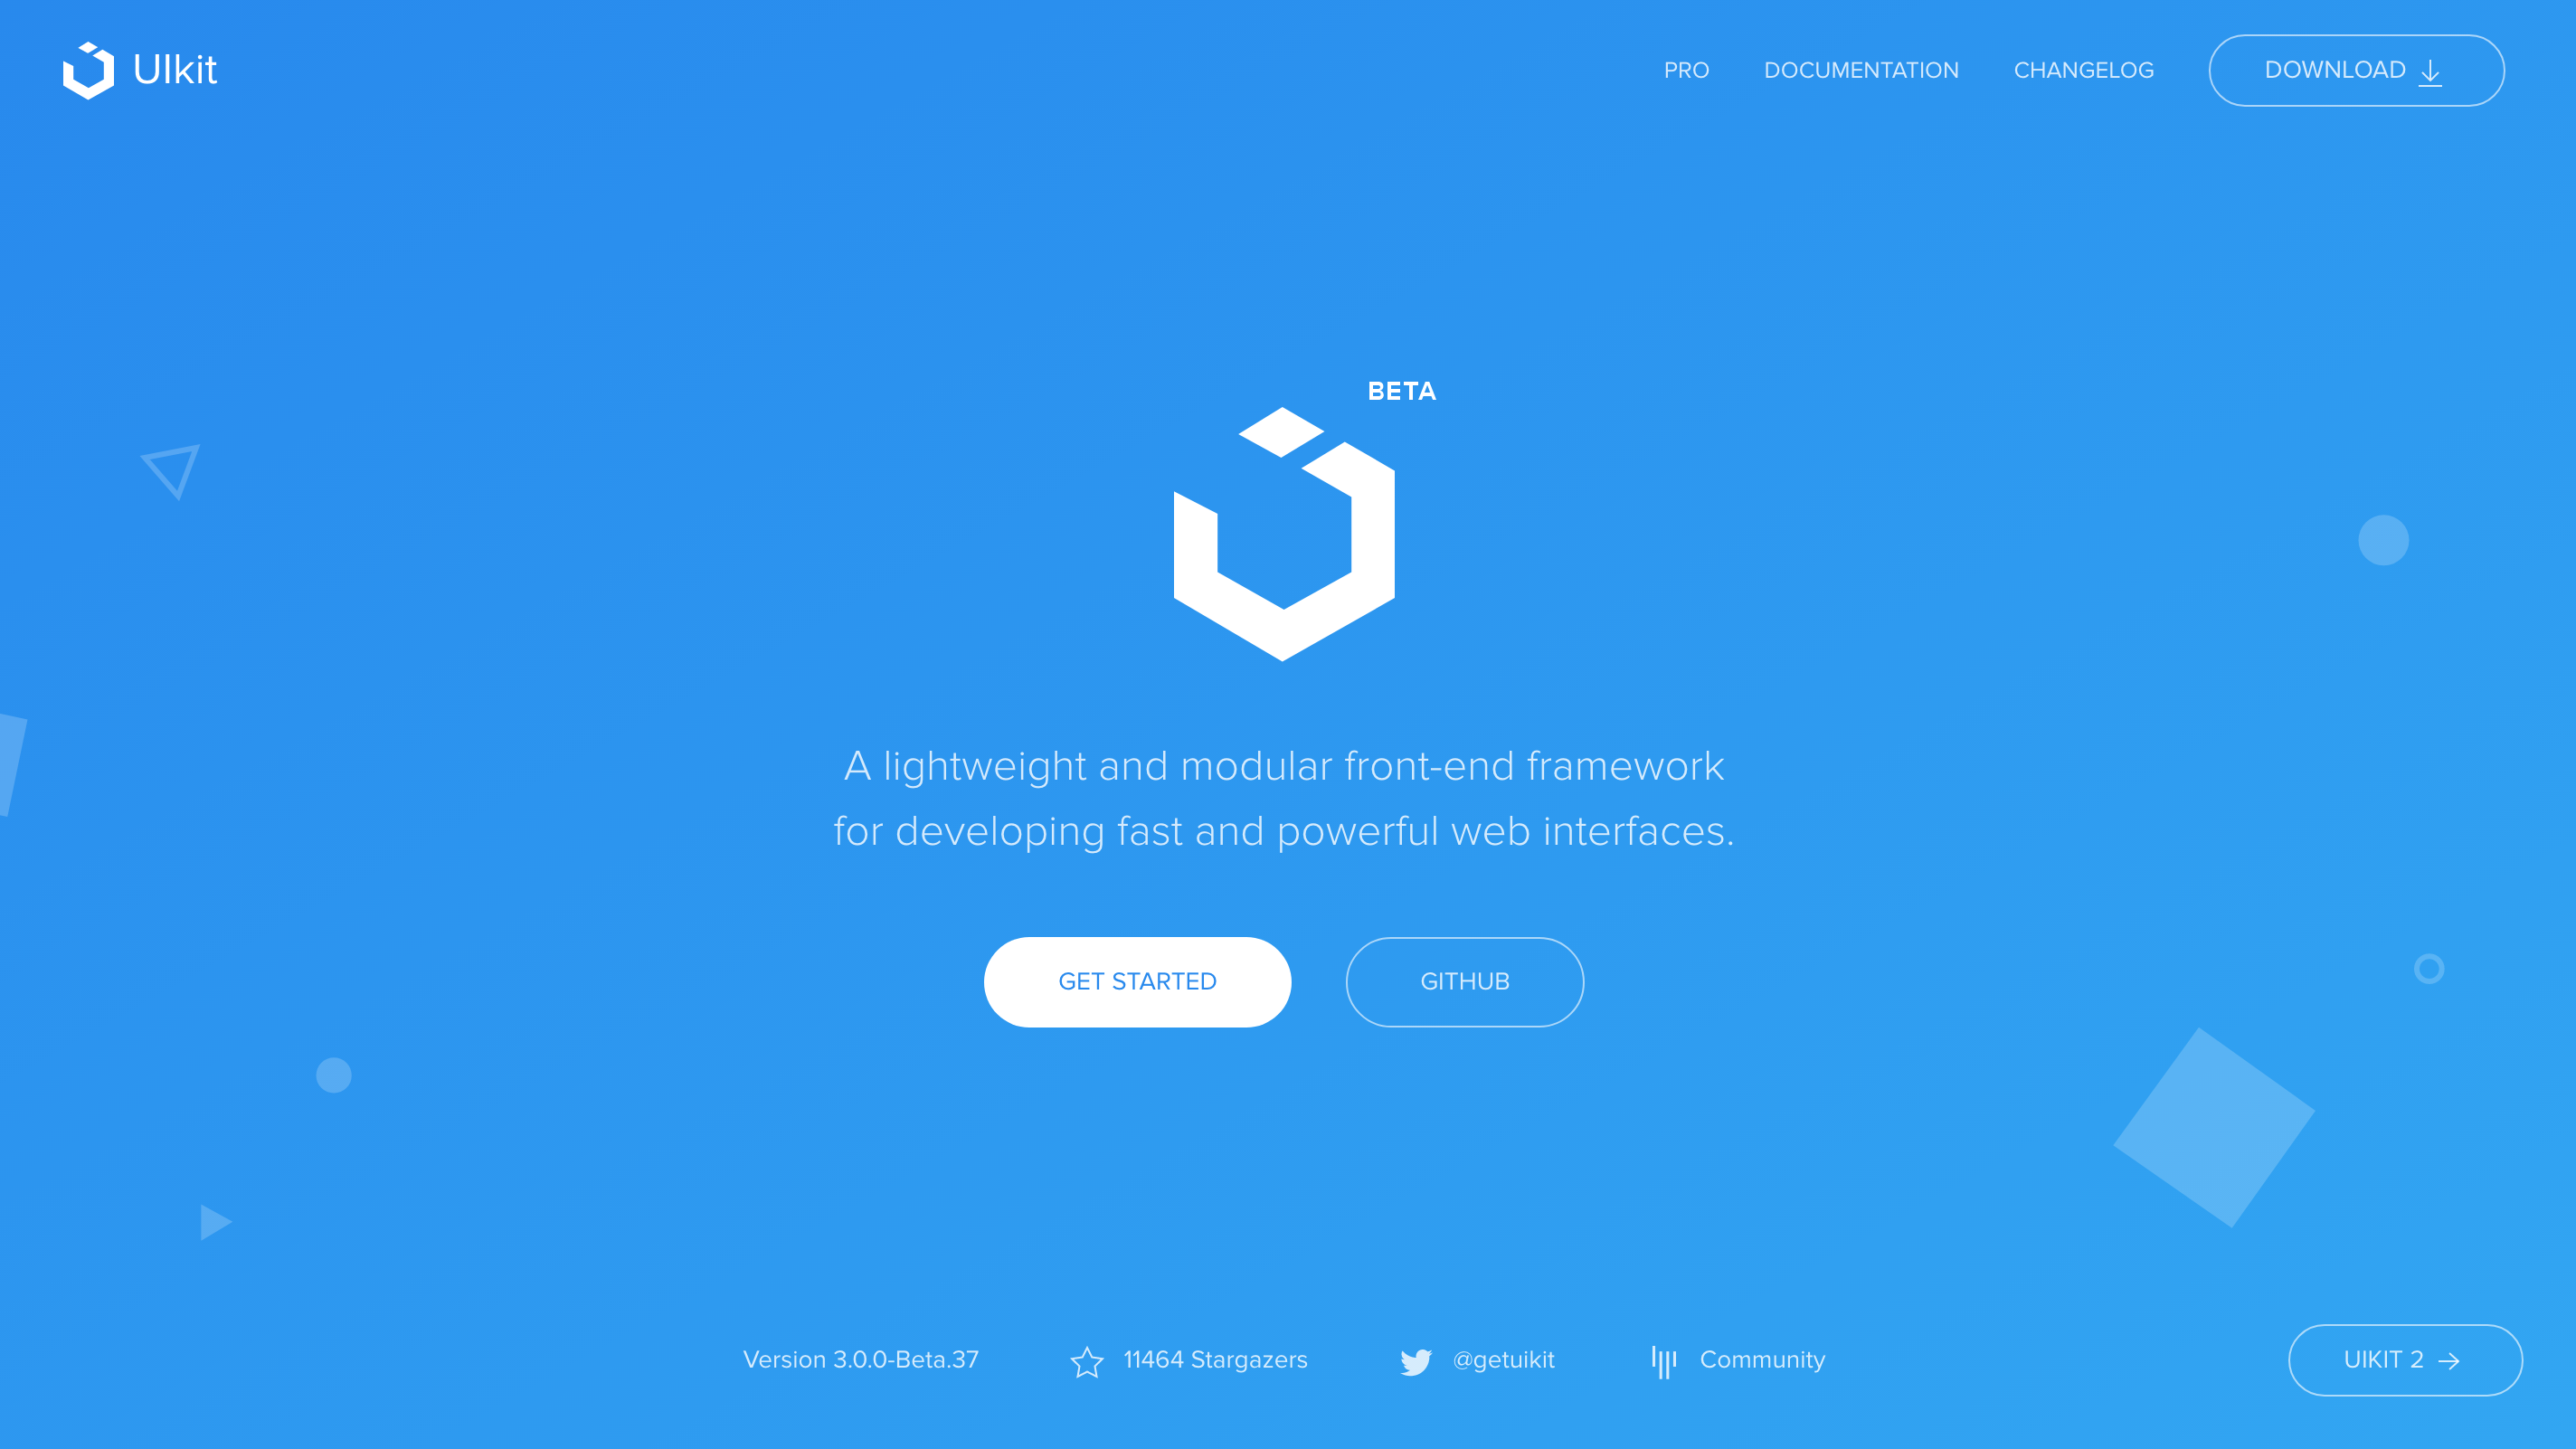 UIkit
PRO
DOCUMENTATION
CHANGELOG
DOWNLOAD
BETA
A lightweight and modular front-end framework
for developing fast and powerful web interfaces.
GET STARTED
GITHUB
Version 3.0.0-Beta.37
11464 Stargazers
@getuikit
Community
UIKIT 2